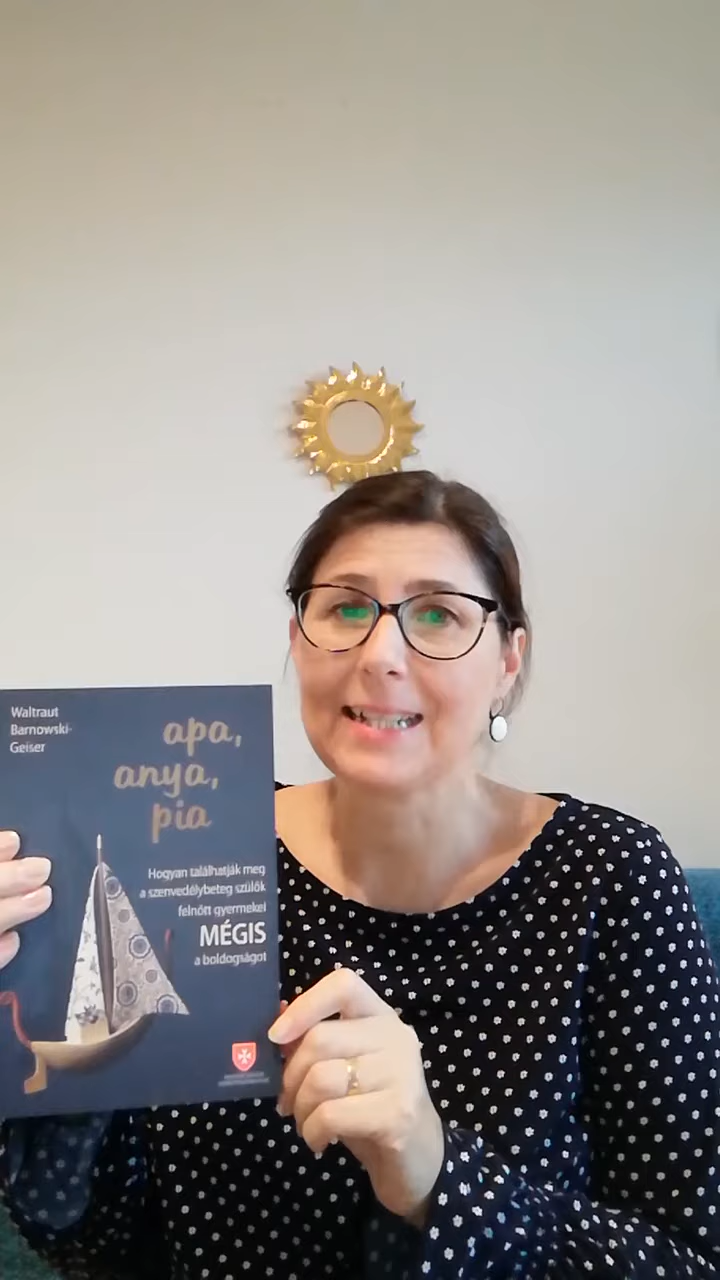 Waltraut
Barnowski-
Geiser
apa,
anya,
pia
Hogyan találhatják meg
a szenvedélybeteg szülők
felnőtt gyermekei
MÉGIS
a boldogságot